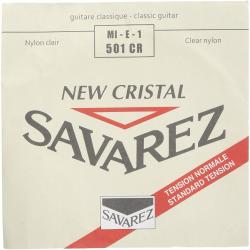 guitare classique - classic guitar
Nylon clair
MI - E - 1
501 CR
Clear nylon
NEW CRISTAL
SAVAREZ
TENSION NORMALE
STANDARD TENSION
SAVAREZ